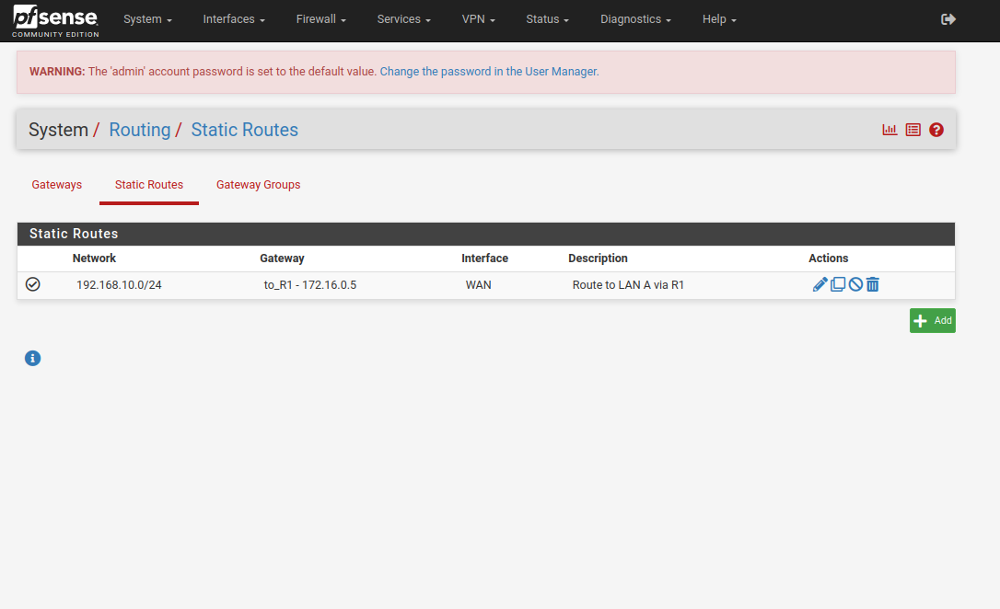 pfsense
COMMUNITY EDITION
System Interfaces Firewall Services VPN Status Diagnostics Help
WARNING: The 'admin' account password is set to the default value. Change the password in the User Manager.
System / Routing / Static Routes
Gateways Static Routes Gateway Groups
Static Routes
Network Gateway Interface Description Actions
192.168.10.0/24 to_R1 - 172.16.0.5 WAN Route to LAN A via R1
Add